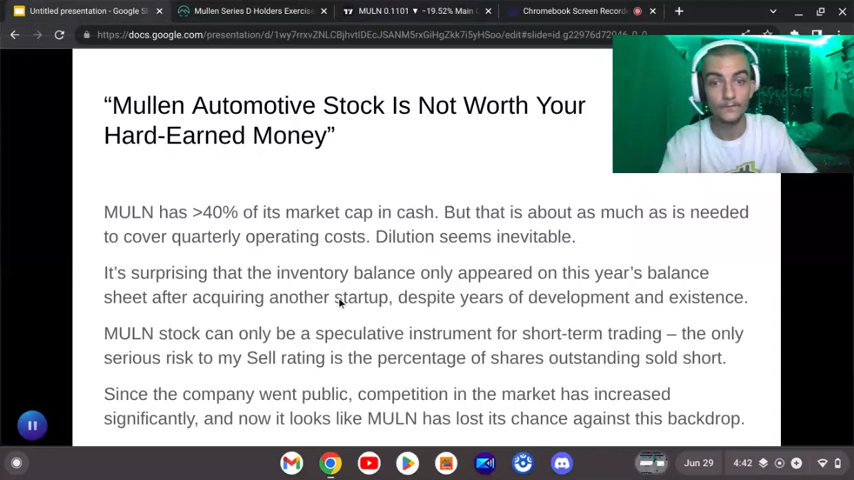 Untitled presentation - Google Sl
Mullen Series D Holders Exercise
MULN 0.1101 ▼ −19.52% Main
Chromebook Screen Record
https://docs.google.com/presentation/d/
“Mullen Automotive Stock Is Not Worth Your
Hard-Earned Money”
MULN has >40% of its market cap in cash. But that is about as much as is needed
to cover quarterly operating costs. Dilution seems inevitable.
It’s surprising that the inventory balance only appeared on this year’s balance
sheet after acquiring another startup, despite years of development and existence.
MULN stock can only be a speculative instrument for short-term trading – the only
serious risk to my Sell rating is the percentage of shares outstanding sold short.
Since the company went public, competition in the market has increased
significantly, and now it looks like MULN has lost its chance against this backdrop.
Jun 29
4:42